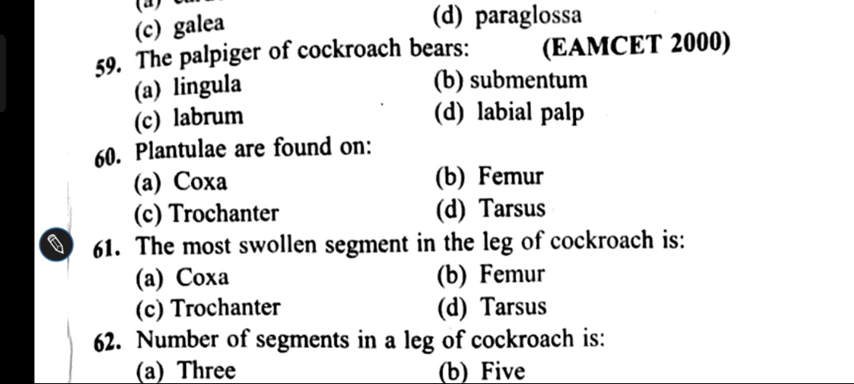 (c) galea (d) paraglossa
59. The palpiger of cockroach bears: (EAMCET 2000)
(a) lingula (b) submentum
(c) labrum (d) labial palp
60. Plantulae are found on:
(a) Coxa (b) Femur
(c) Trochanter (d) Tarsus
61. The most swollen segment in the leg of cockroach is:
(a) Coxa (b) Femur
(c) Trochanter (d) Tarsus
62. Number of segments in a leg of cockroach is:
(a) Three (b) Five